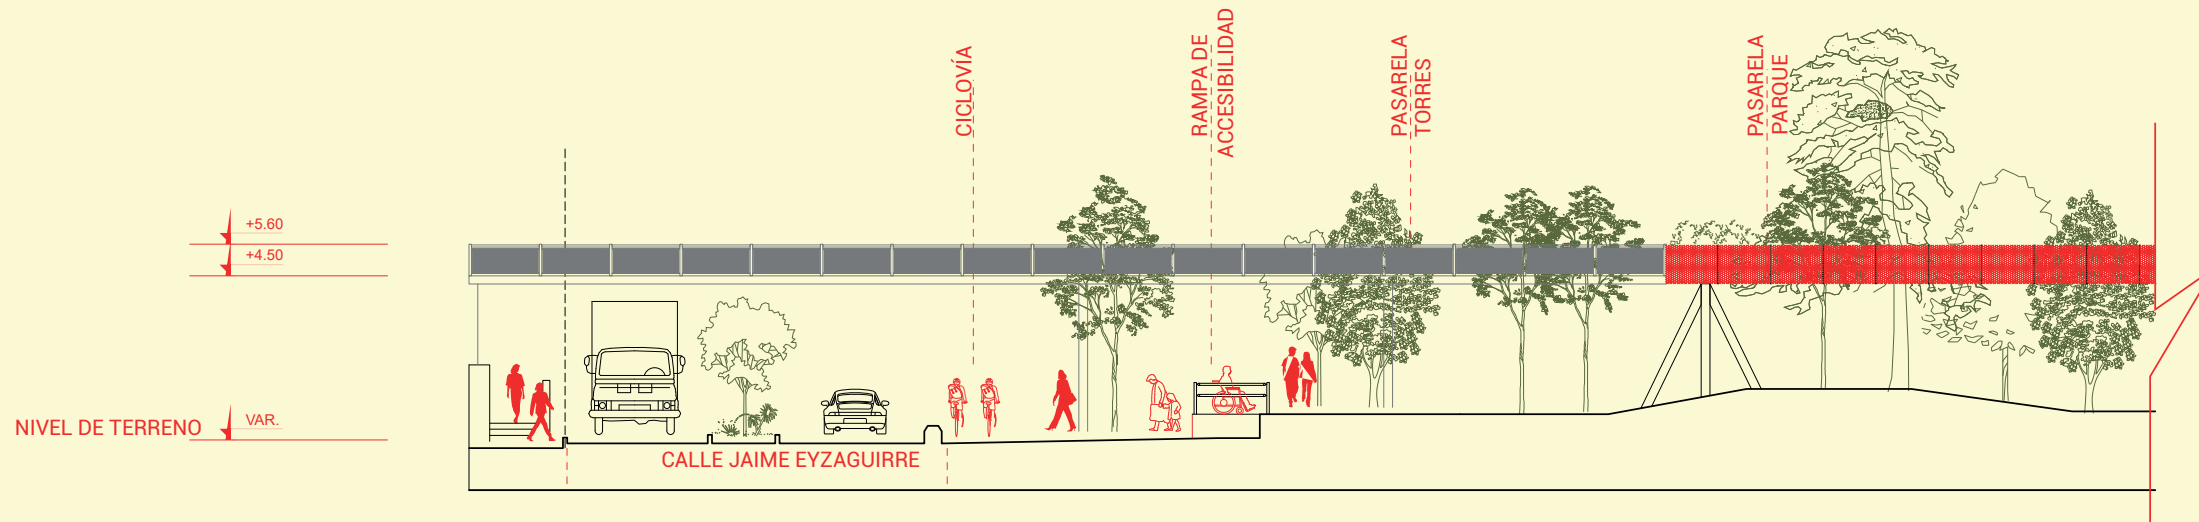 CICLOVÍA
RAMPA DE
ACCESIBILIDAD
PASARELA
TORRES
PASARELA
PARQUE
+5.60
+4.50
NIVEL DE TERRENO
VAR.
CALLE JAIME EYZAGUIRRE